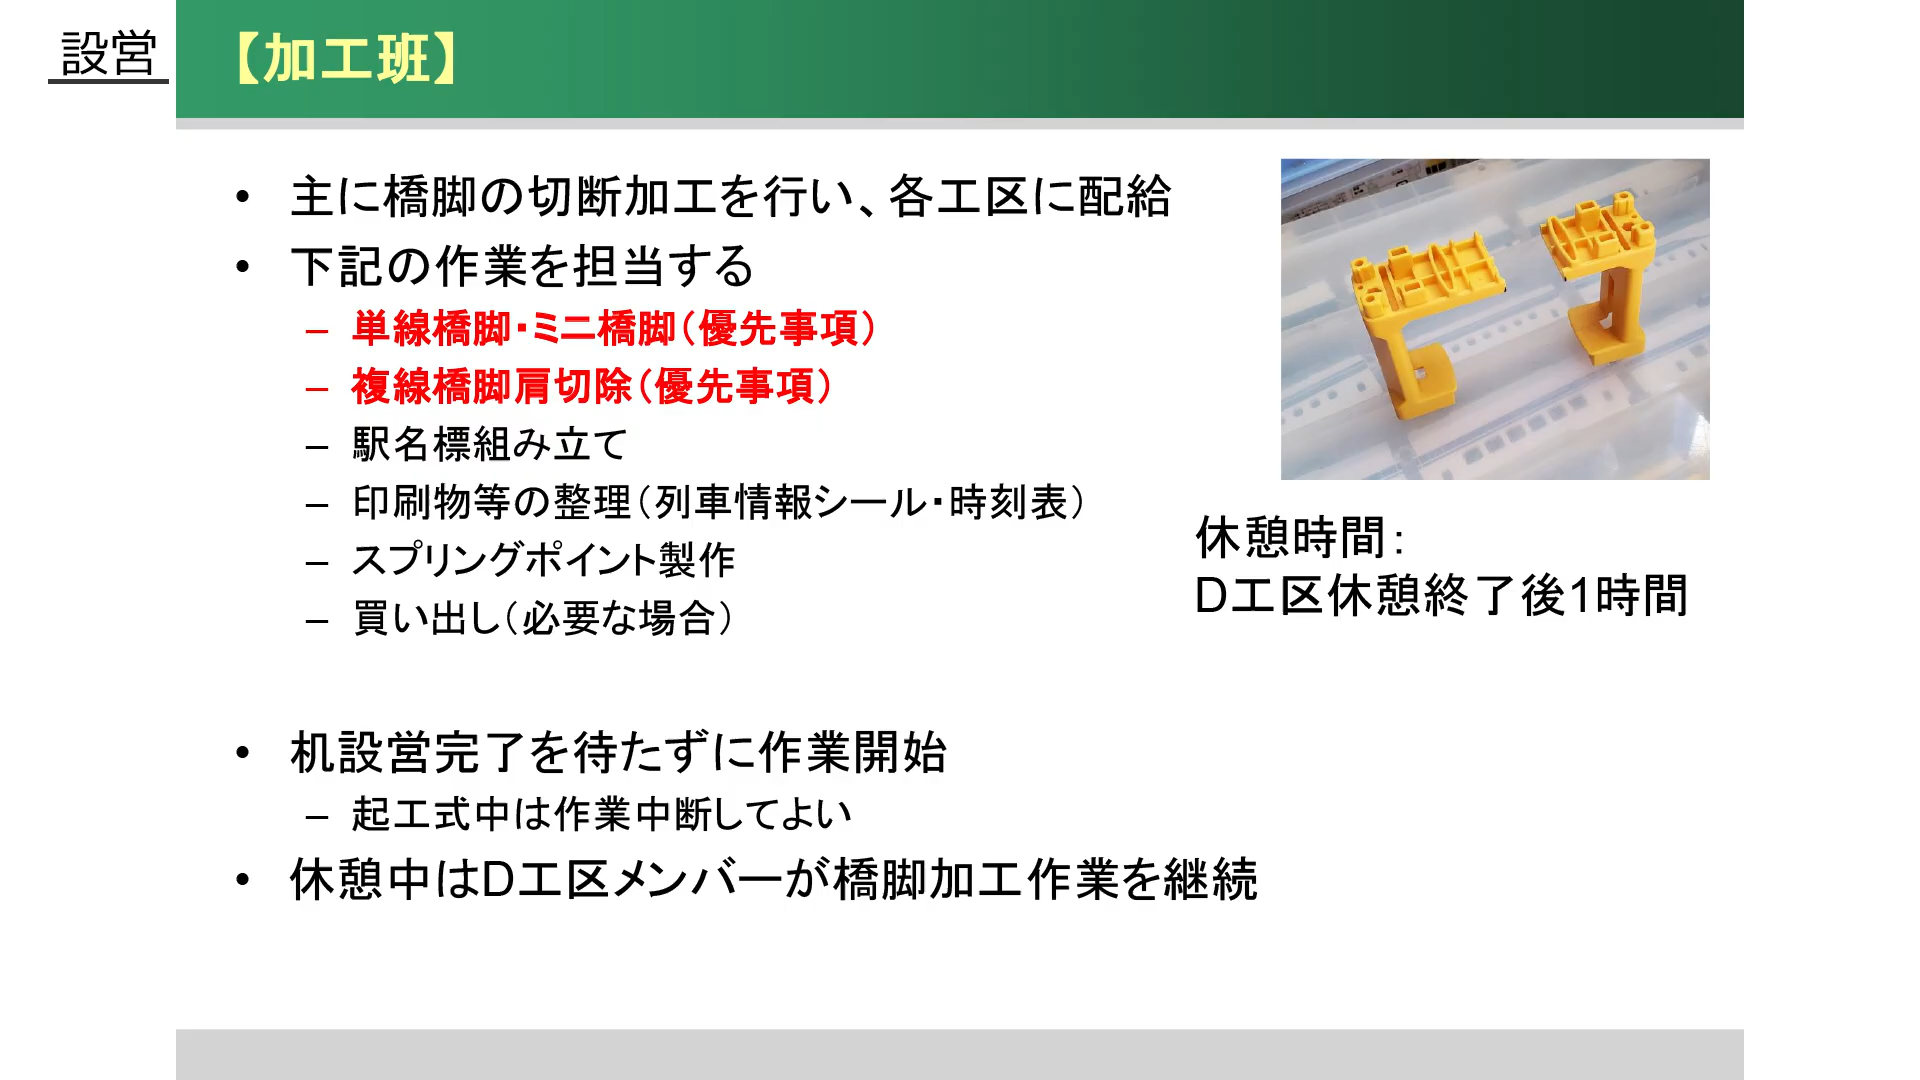 設営
【加工班】
• 主に橋脚の切断加工を行い、各工区に配給
• 下記の作業を担当する
– 単線橋脚・ミニ橋脚（優先事項）
– 複線橋脚肩切除（優先事項）
– 駅名標組み立て
– 印刷物等の整理（列車情報シール・時刻表）
– スプリングポイント製作
– 買い出し（必要な場合）
休憩時間：
D工区休憩終了後1時間
• 机設営完了を待たずに作業開始
– 起工式中は作業中断してよい
• 休憩中はD工区メンバーが橋脚加工作業を継続